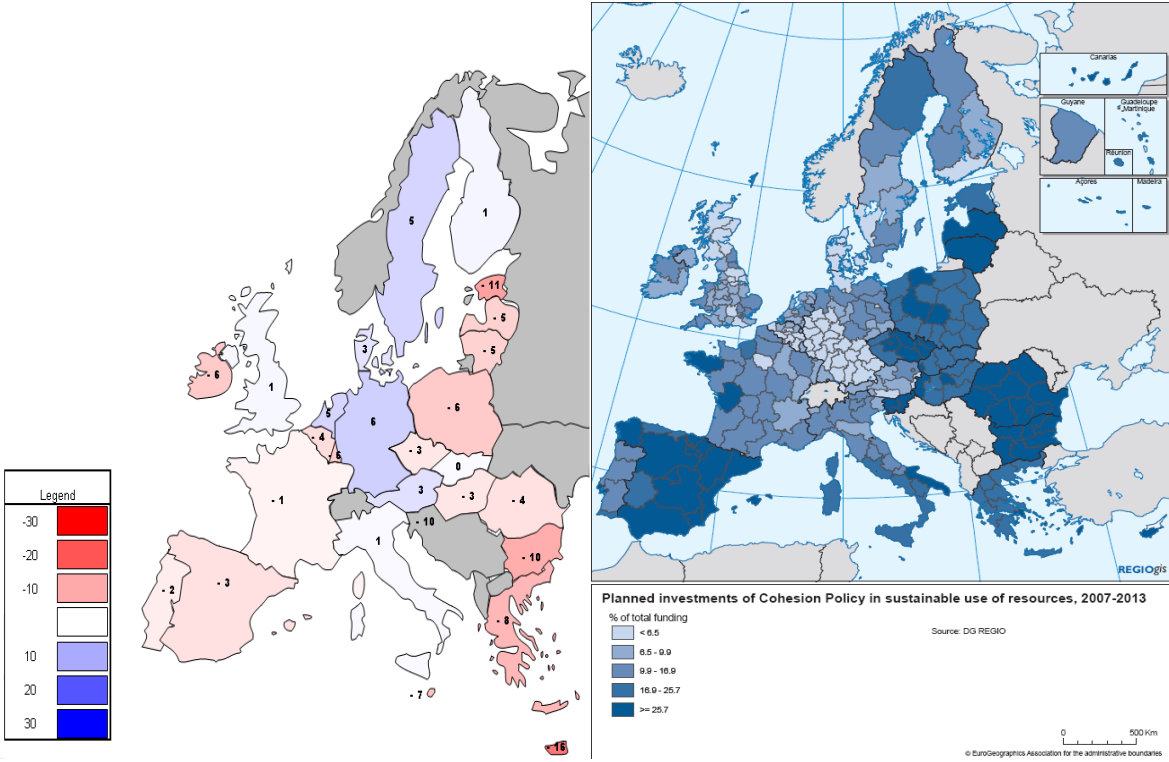 5
1
- 11
- 5
- 5
3
- 6
1
5
6
- 6
- 4
- 6
- 3
0
3
- 3
- 4
- 1
- 10
1
- 10
- 2
- 3
- 8
- 7
- 16
Legend
-30
-20
-10
10
20
30
Canarias
Guyane
Guadeloupe
Martinique
Réunion
Açores
Madeira
REGIOgis
Planned investments of Cohesion Policy in sustainable use of resources, 2007-2013
% of total funding
Source: DG REGIO
< 6.5
6.5 - 9.9
9.9 - 16.9
16.9 - 25.7
>= 25.7
0 500 Km
© EuroGeographics Association for the administrative boundaries